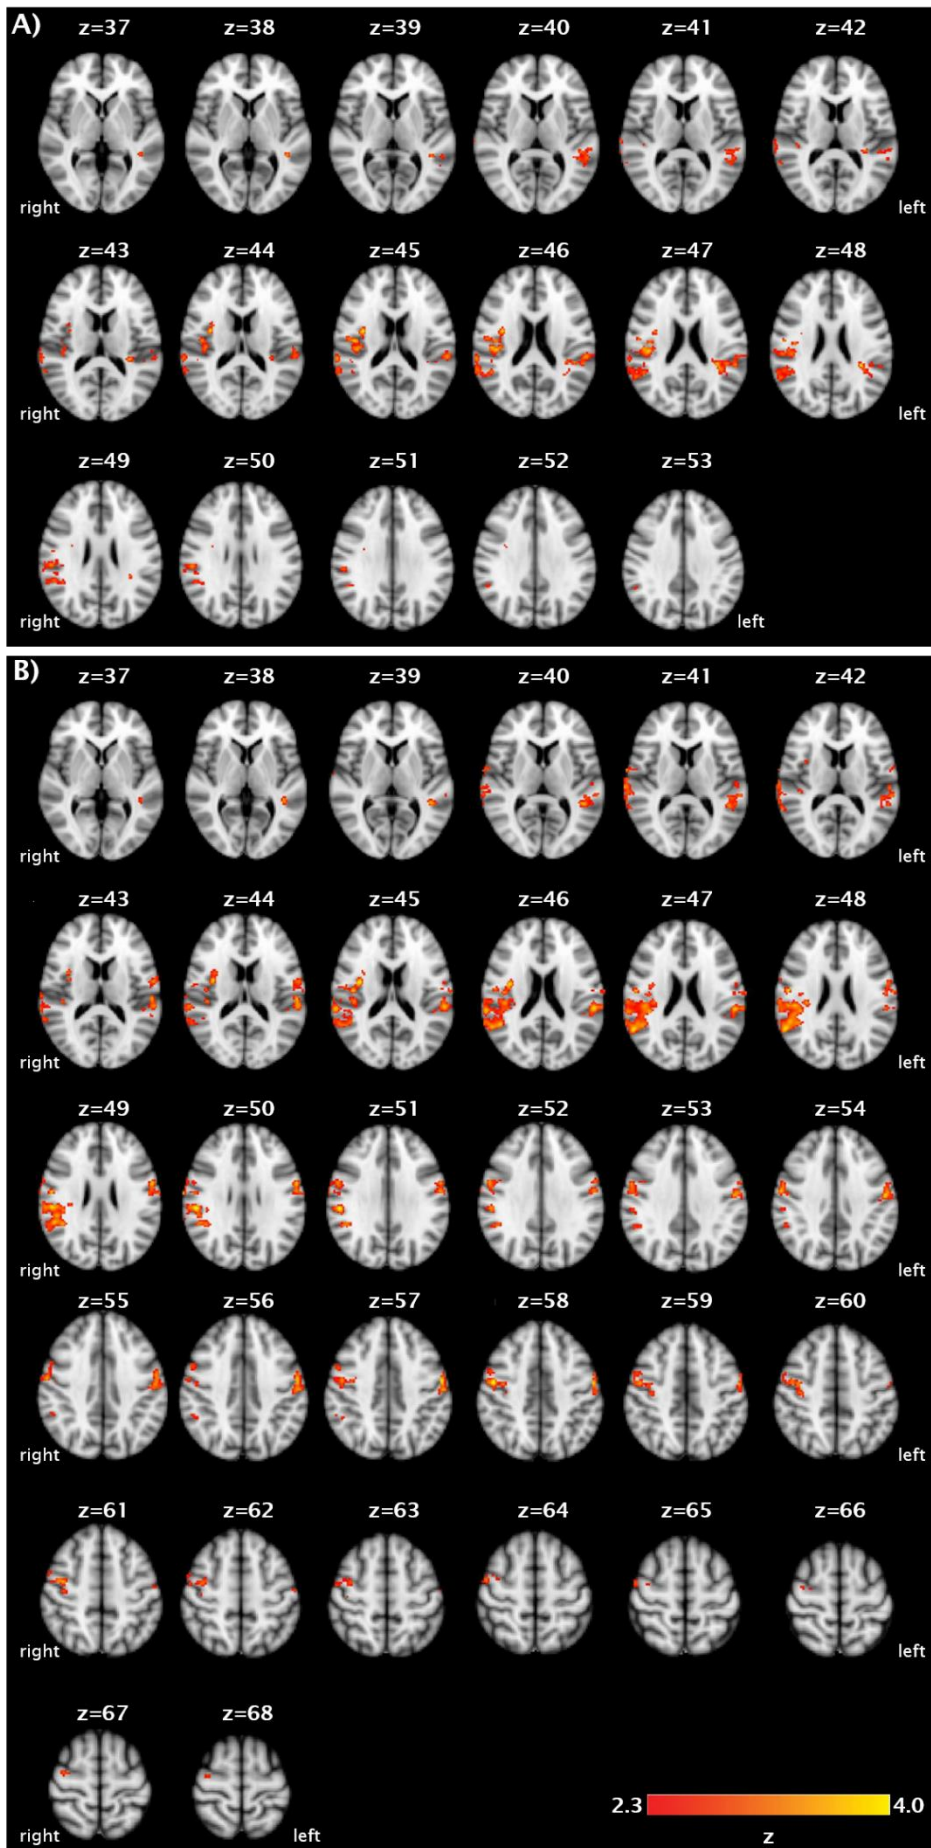 A)
z=37 z=38 z=39 z=40 z=41 z=42
right left
z=43 z=44 z=45 z=46 z=47 z=48
right left
z=49 z=50 z=51 z=52 z=53
right left
B)
z=37 z=38 z=39 z=40 z=41 z=42
right left
z=43 z=44 z=45 z=46 z=47 z=48
right left
z=49 z=50 z=51 z=52 z=53 z=54
right left
z=55 z=56 z=57 z=58 z=59 z=60
right left
z=61 z=62 z=63 z=64 z=65 z=66
right left
z=67 z=68
2.3 4.0
z
right left